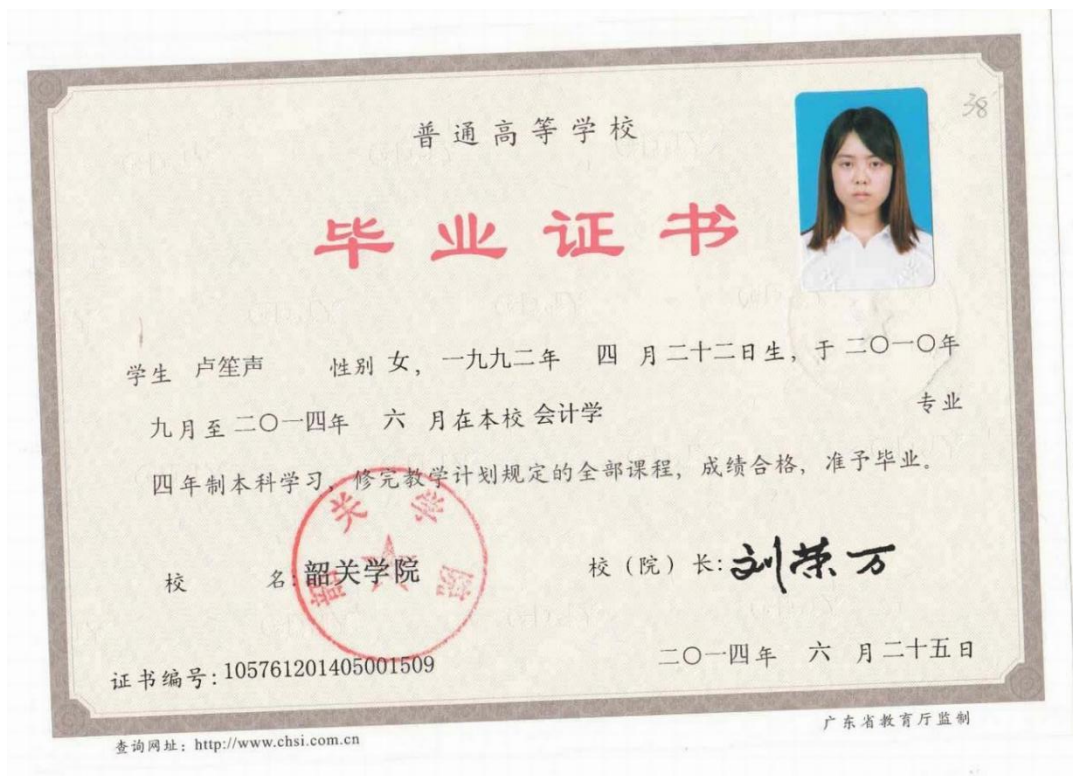 38
普通高等学校
毕业证书
学生 卢笙声 性别 女，一九九二年 四 月二十二日生，于二〇一〇年
九月至二〇一四年 六 月在本校 会计学 专业
四年制本科学习，修完教学计划规定的全部课程，成绩合格，准予毕业。
韶关学院
校 名：韶关学院 校（院）长：刘荣万
证书编号：105761201405001509 二〇一四年 六 月二十五日
查询网址：http://www.chsi.com.cn 广东省教育厅监制